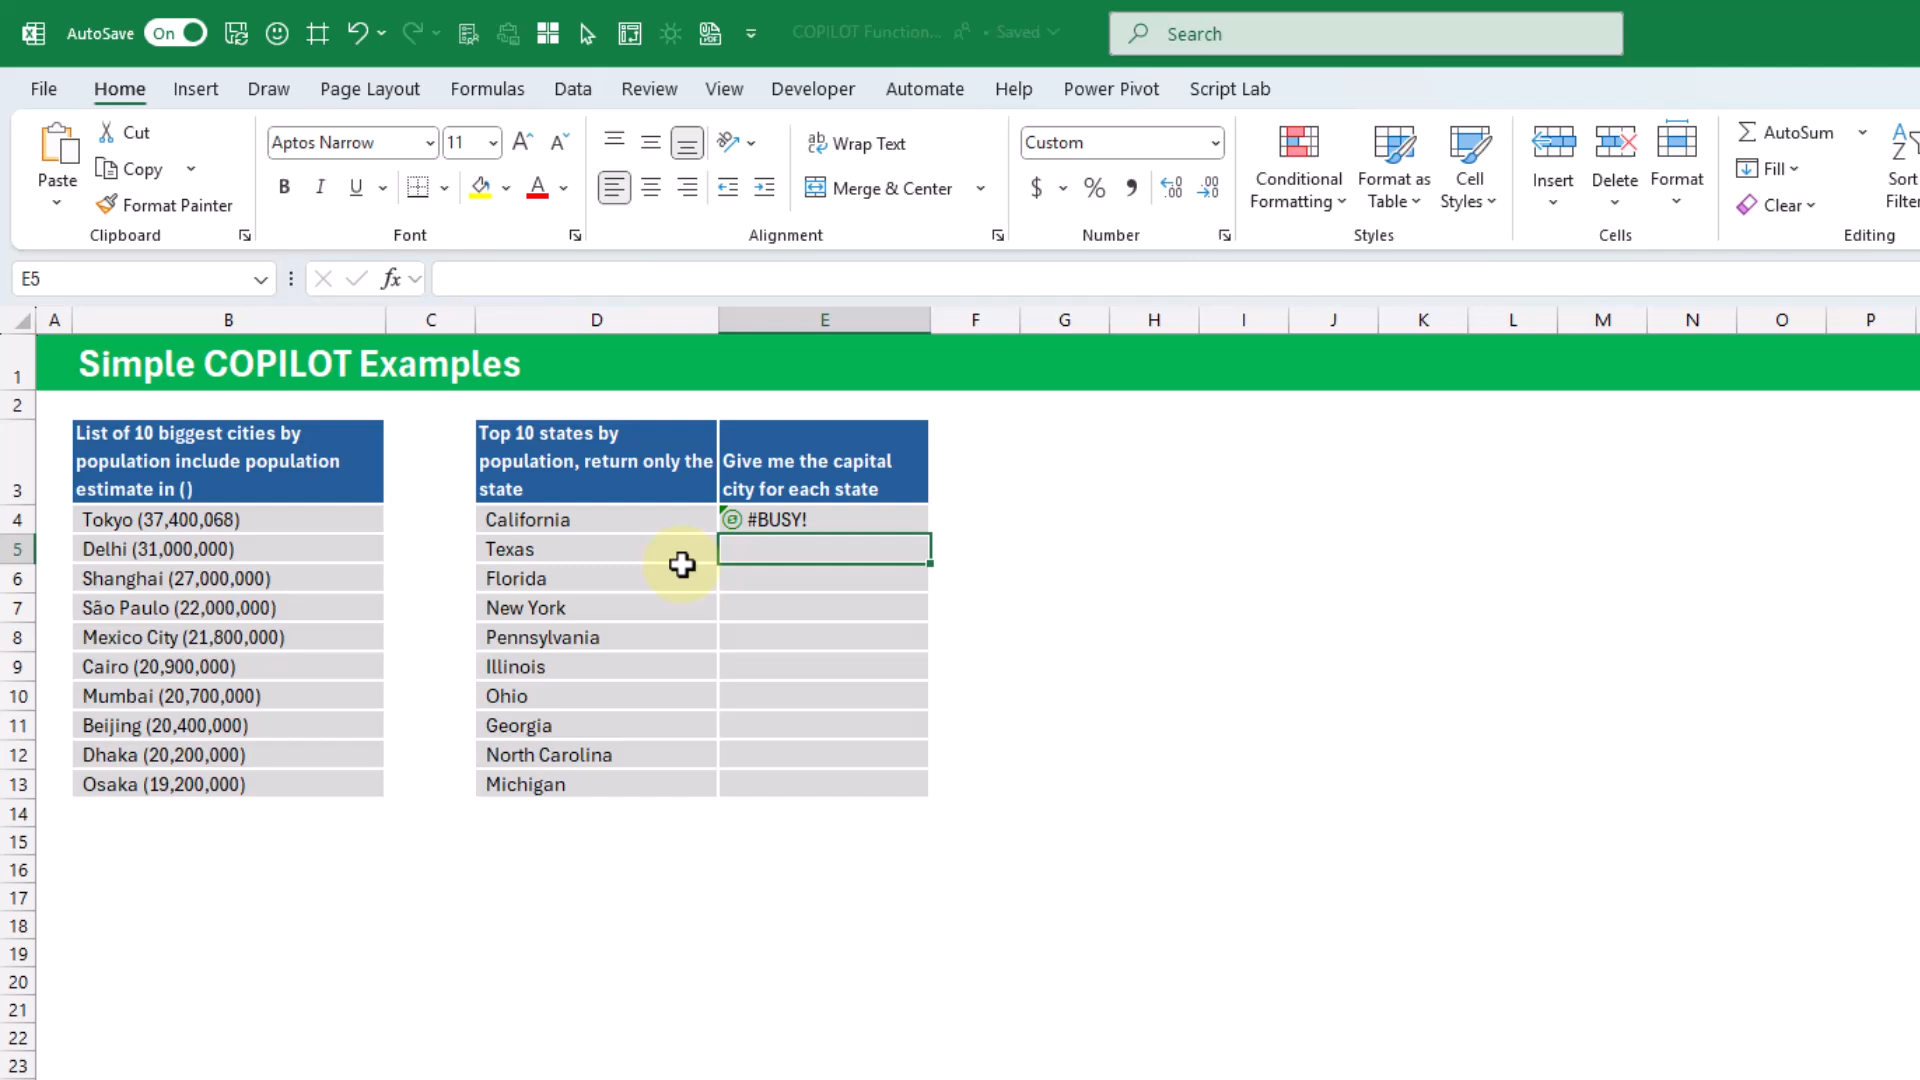 AutoSave On COPILOT Function... • Saved Search
File Home Insert Draw Page Layout Formulas Data Review View Developer Automate Help Power Pivot Script Lab
Paste Cut Copy Format Painter Clipboard
Aptos Narrow 11 B I U A Font
Wrap Text Merge & Center Alignment
Custom $ % Number
Conditional Formatting Format as Table Cell Styles Styles
Insert Delete Format Cells
AutoSum Fill Clear Sort Filter Editing
E5 fx
A B C D E F G H I J K L M N O P
1 Simple COPILOT Examples
2
List of 10 biggest cities by Top 10 states by
population include population population, return only the Give me the capital
3 estimate in () state city for each state
4 Tokyo (37,400,068) California #BUSY!
5 Delhi (31,000,000) Texas
6 Shanghai (27,000,000) Florida
7 São Paulo (22,000,000) New York
8 Mexico City (21,800,000) Pennsylvania
9 Cairo (20,900,000) Illinois
10 Mumbai (20,700,000) Ohio
11 Beijing (20,400,000) Georgia
12 Dhaka (20,200,000) North Carolina
13 Osaka (19,200,000) Michigan
14
15
16
17
18
19
20
21
22
23